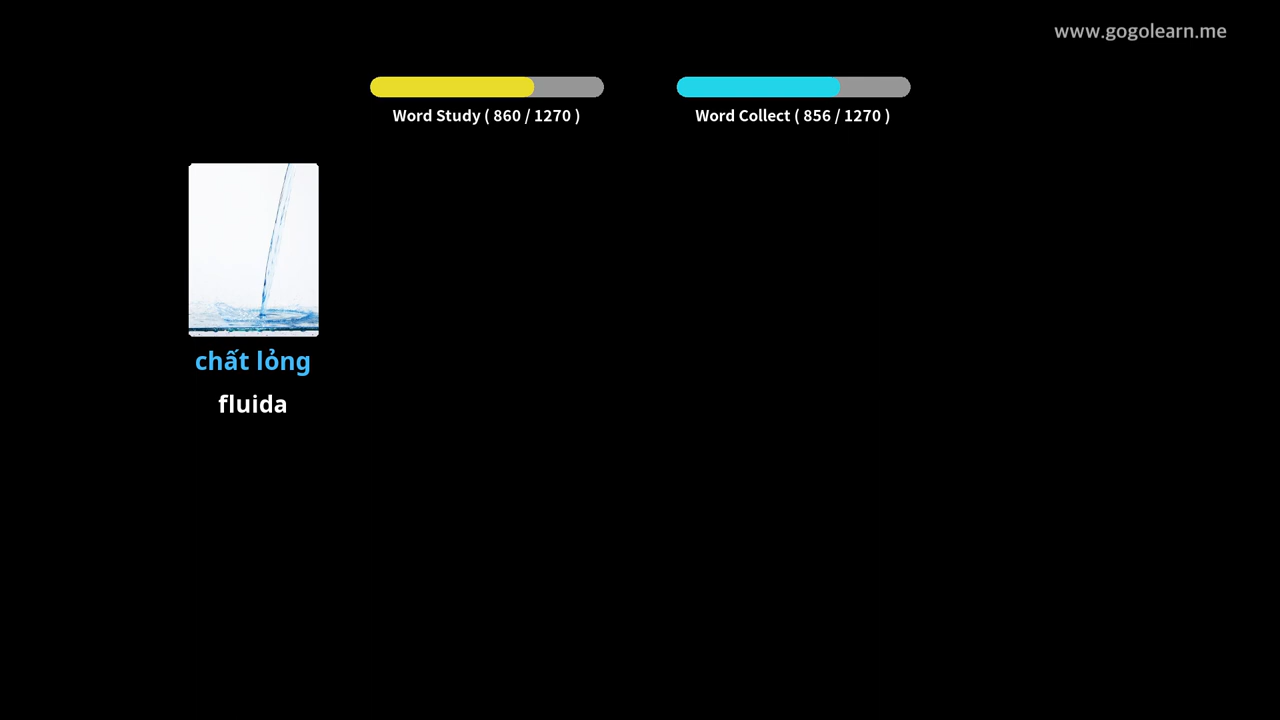 www.gogolearn.me
Word Study ( 860 / 1270 )
Word Collect ( 856 / 1270 )
chất lỏng
fluida